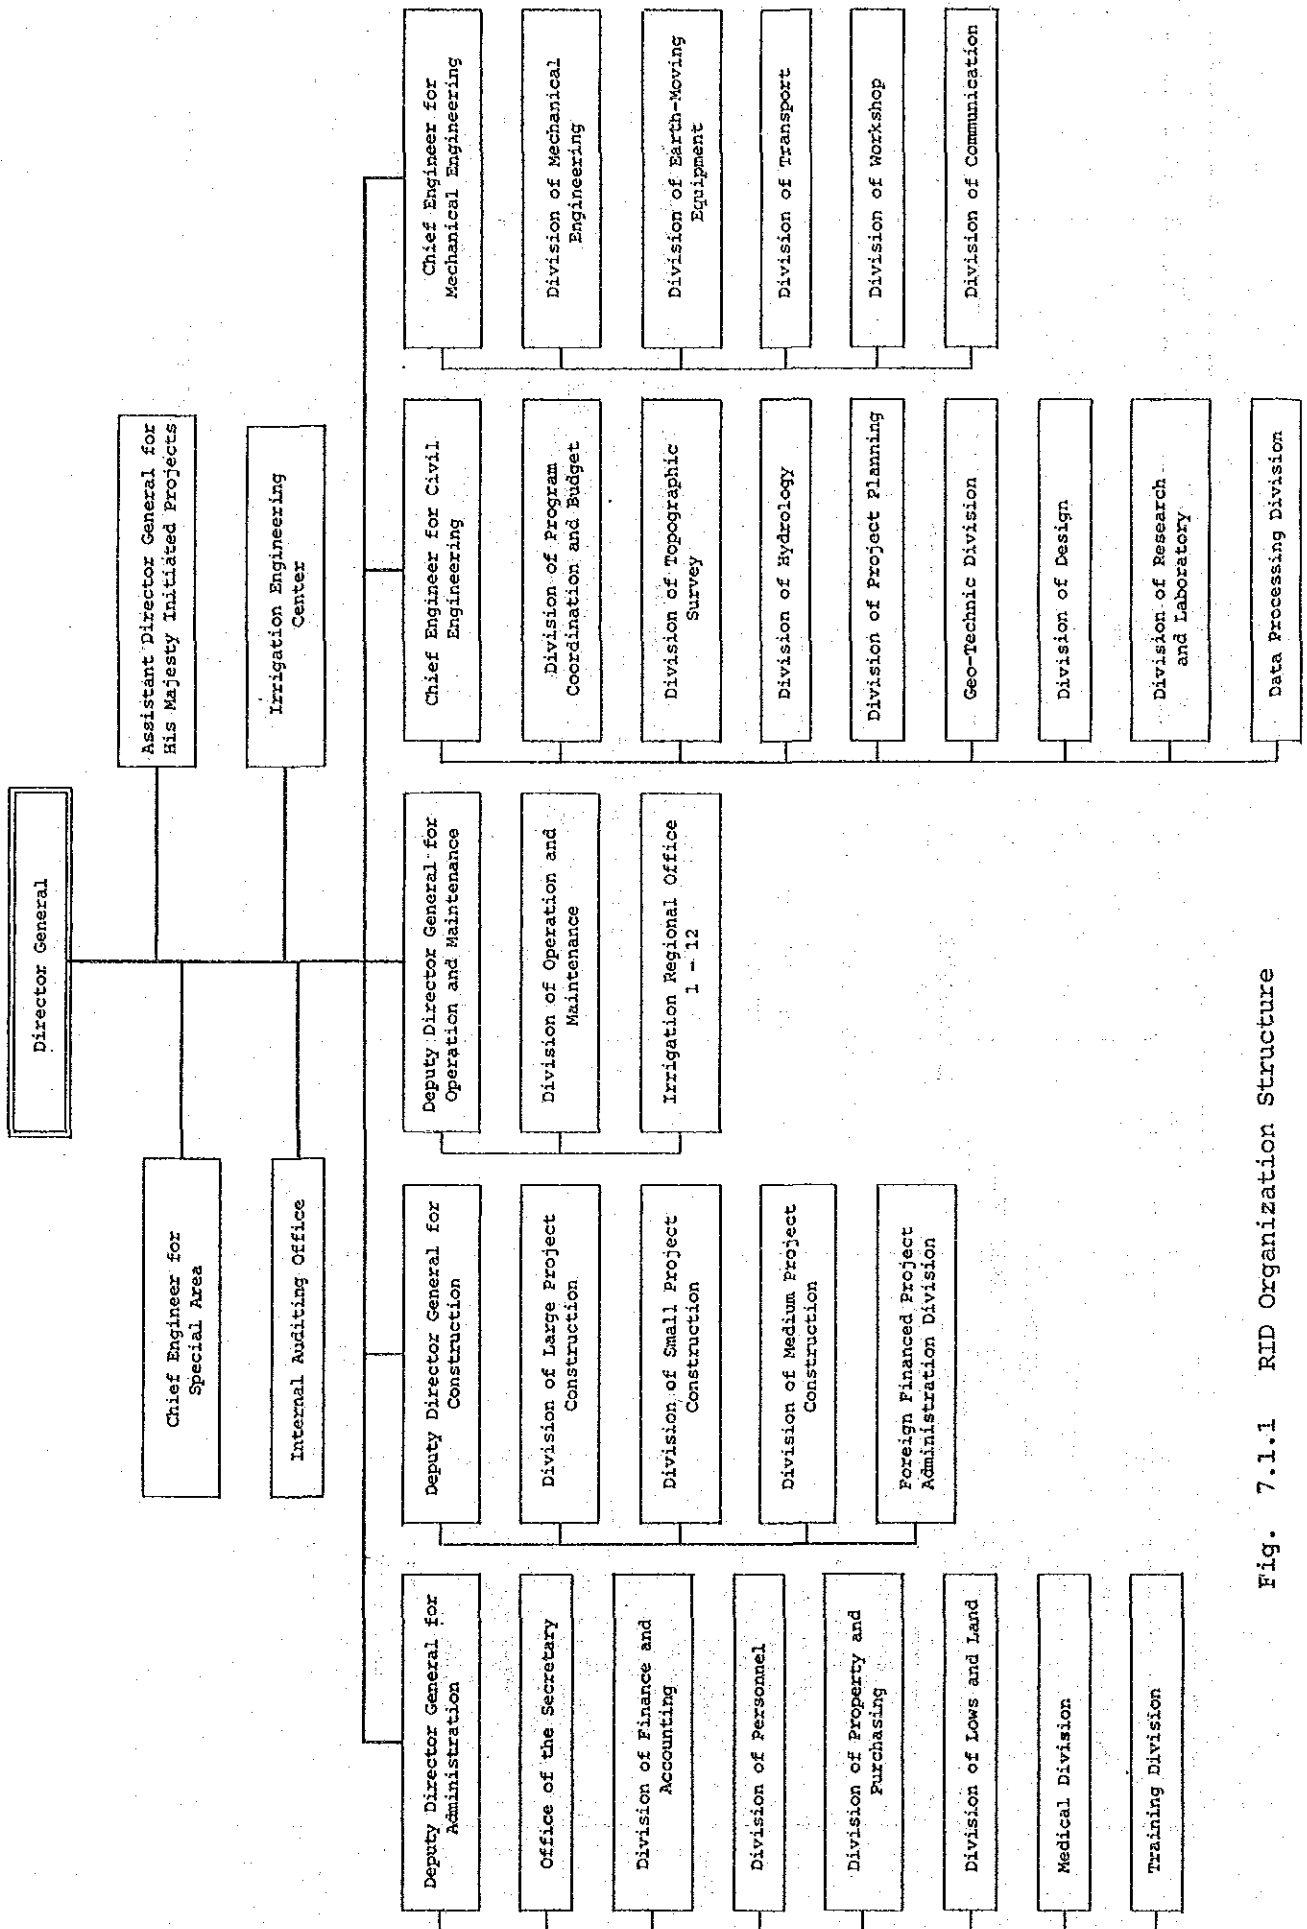 Director General
Assistant Director General for
His Majesty Initiated Projects
Chief Engineer for
Special Area
Irrigation Engineering
Center
Internal Auditing Office
Deputy Director General for
Administration
Office of the Secretary
Division of Finance and
Accounting
Division of Personnel
Division of Property and
Purchasing
Division of Lows and Land
Medical Division
Training Division
Deputy Director General for
Construction
Division of Large Project
Construction
Division of Small Project
Construction
Division of Medium Project
Construction
Foreign Financed Project
Administration Division
Deputy Director General for
Operation and Maintenance
Division of Operation and
Maintenance
Irrigation Regional Office
1 - 12
Chief Engineer for Civil
Engineering
Division of Program
Coordination and Budget
Division of Topographic
Survey
Division of Hydrology
Division of Project Planning
Geo-Technic Division
Division of Design
Division of Research
and Laboratory
Data Processing Division
Chief Engineer for
Mechanical Engineering
Division of Mechanical
Engineering
Division of Earth-Moving
Equipment
Division of Transport
Division of Workshop
Division of Communication
Fig. 7.1.1 RID Organization Structure